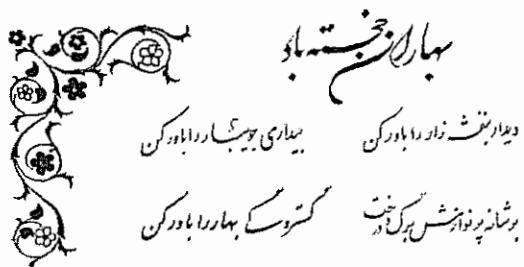 بهاران خجسته باد
دیدار بنفشه زار را باور کن بیداری جویبار را باور کن
بر شانه پر نوازش برگ درخت گستردگی بهار را باور کن